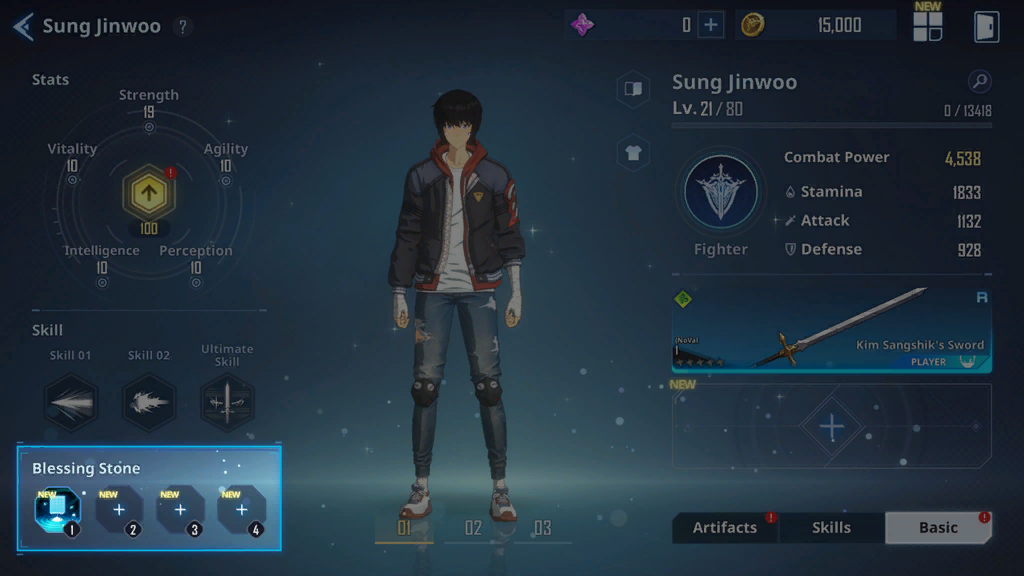 Sung Jinwoo ?
0
15,000
NEW
Stats
Strength
19
Vitality
10
Agility
10
100
Intelligence
10
Perception
10
Skill
Skill 01
Skill 02
Ultimate
Skill
Blessing Stone
NEW
NEW
NEW
NEW
1
2
3
4
01
02
03
Sung Jinwoo
Lv. 21 / 80
0 / 13418
Fighter
Combat Power 4,538
Stamina 1833
Attack 1132
Defense 928
R
Kim Sangshik's Sword
PLAYER
NEW
Artifacts
Skills
Basic